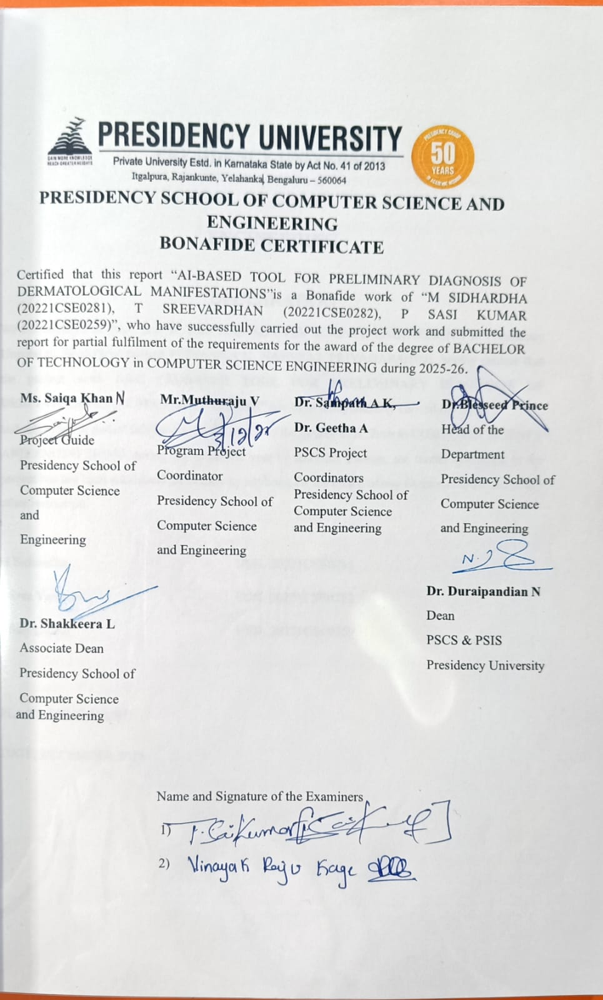 PRESIDENCY UNIVERSITY
GAIN MORE KNOWLEDGE
REACH GREATER HEIGHTS
Private University Estd. in Karnataka State by Act No. 41 of 2013
Itgalpura, Rajankunte, Yelahanka, Bengaluru – 560064
PRESIDENCY GROUP
50
YEARS
PRESIDENCY SCHOOL OF COMPUTER SCIENCE AND
ENGINEERING
BONAFIDE CERTIFICATE
Certified that this report “AI-BASED TOOL FOR PRELIMINARY DIAGNOSIS OF
DERMATOLOGICAL MANIFESTATIONS”is a Bonafide work of “M SIDHARDHA
(20221CSE0281), T SREEVARDHAN (20221CSE0282), P SASI KUMAR
(20221CSE0259)”, who have successfully carried out the project work and submitted the
report for partial fulfilment of the requirements for the award of the degree of BACHELOR
OF TECHNOLOGY in COMPUTER SCIENCE ENGINEERING during 2025-26.
Ms. Saiqa Khan N
Project Guide
Presidency School of
Computer Science
and
Engineering
Mr.Muthuraju V
Program Project
Coordinator
Presidency School of
Computer Science
and Engineering
Dr. Sampath A K,
Dr. Geetha A
PSCS Project
Coordinators
Presidency School of
Computer Science
and Engineering
Dr.Blesseed Prince
Head of the
Department
Presidency School of
Computer Science
and Engineering
Dr. Shakkeera L
Associate Dean
Presidency School of
Computer Science
and Engineering
Dr. Duraipandian N
Dean
PSCS & PSIS
Presidency University
Name and Signature of the Examiners
1) T. SaiKumar
2) Vinayak Raju Kage